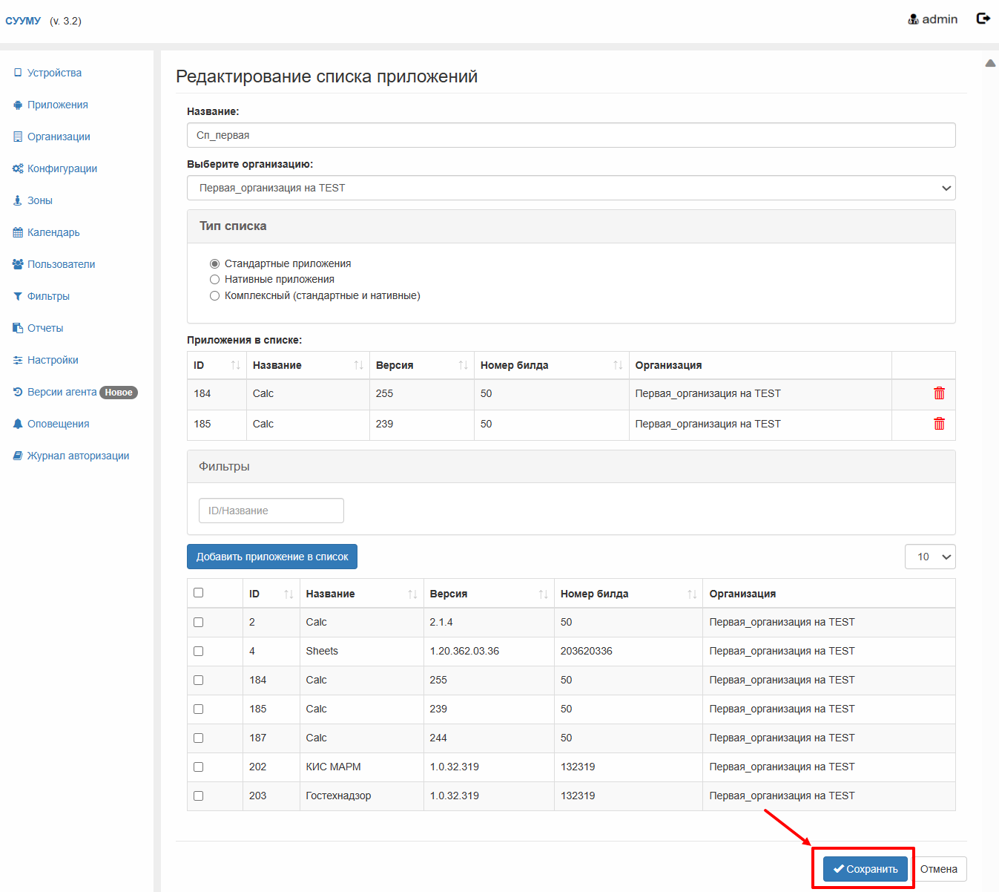 СУУМУ (v. 3.2)
admin
Устройства
Приложения
Организации
Конфигурации
Зоны
Календарь
Пользователи
Фильтры
Отчеты
Настройки
Версии агента Новое
Оповещения
Журнал авторизации
Редактирование списка приложений
Название:
Сп_первая
Выберите организацию:
Первая_организация на TEST
Тип списка
Стандартные приложения
Нативные приложения
Комплексный (стандартные и нативные)
Приложения в списке:
ID Название Версия Номер билда Организация
184 Calc 255 50 Первая_организация на TEST
185 Calc 239 50 Первая_организация на TEST
Фильтры
ID/Название
Добавить приложение в список 10
ID Название Версия Номер билда Организация
2 Calc 2.1.4 50 Первая_организация на TEST
4 Sheets 1.20.362.03.36 203620336 Первая_организация на TEST
184 Calc 255 50 Первая_организация на TEST
185 Calc 239 50 Первая_организация на TEST
187 Calc 244 50 Первая_организация на TEST
202 КИС МАРМ 1.0.32.319 132319 Первая_организация на TEST
203 Гостехнадзор 1.0.32.319 132319 Первая_организация на TEST
Сохранить Отмена